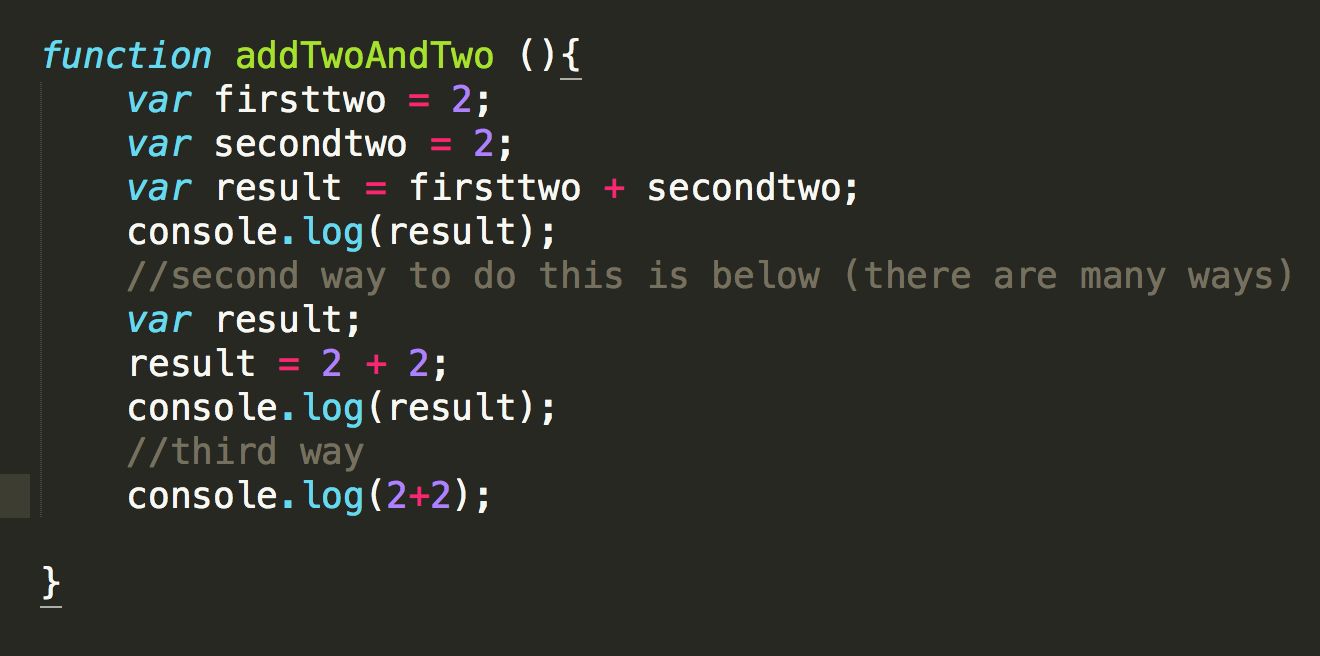 function addTwoAndTwo (){
    var firsttwo = 2;
    var secondtwo = 2;
    var result = firsttwo + secondtwo;
    console.log(result);
    //second way to do this is below (there are many ways)
    var result;
    result = 2 + 2;
    console.log(result);
    //third way
    console.log(2+2);

}